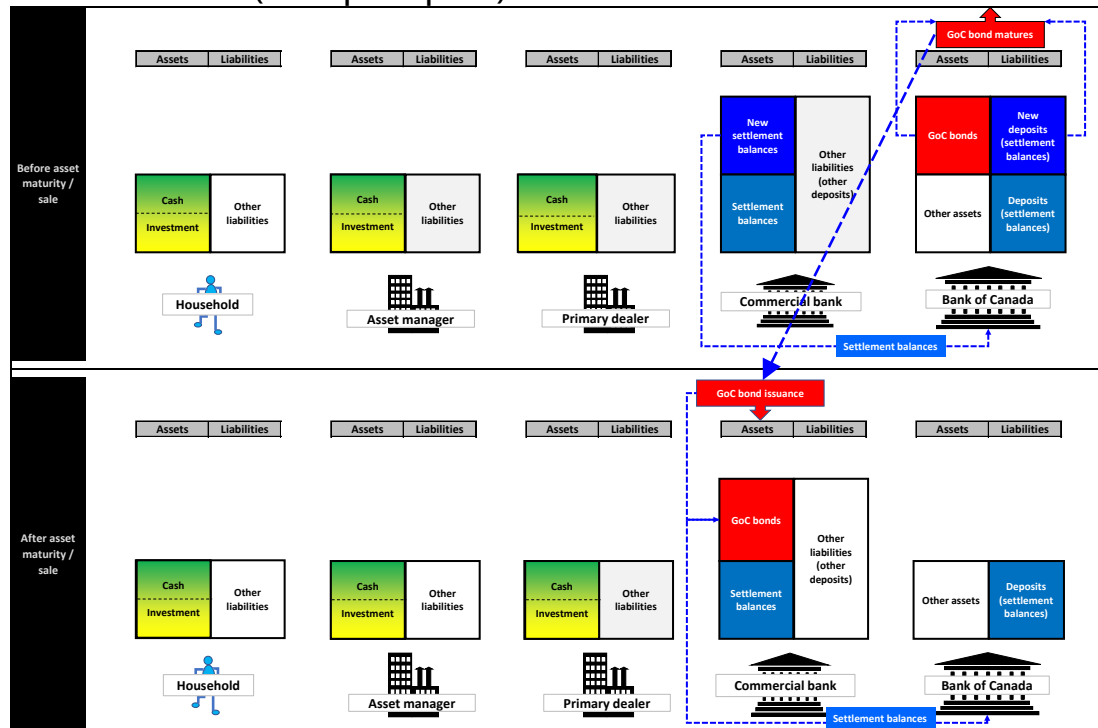 GoC bond matures
Assets Liabilities
Assets Liabilities
Assets Liabilities
Assets Liabilities
Assets Liabilities
Before asset
maturity /
sale
Cash
Investment
Other
liabilities
Household
Cash
Investment
Other
liabilities
Asset manager
Cash
Investment
Other
liabilities
Primary dealer
New
settlement
balances
Settlement
balances
Other
liabilities
(other
deposits)
Commercial bank
GoC bonds
New
deposits
(settlement
balances)
Other assets
Deposits
(settlement
balances)
Bank of Canada
Settlement balances
GoC bond issuance
Assets Liabilities
Assets Liabilities
Assets Liabilities
Assets Liabilities
Assets Liabilities
After asset
maturity /
sale
Cash
Investment
Other
liabilities
Household
Cash
Investment
Other
liabilities
Asset manager
Cash
Investment
Other
liabilities
Primary dealer
GoC bonds
Settlement
balances
Other
liabilities
(other
deposits)
Commercial bank
Other assets
Deposits
(settlement
balances)
Bank of Canada
Settlement balances